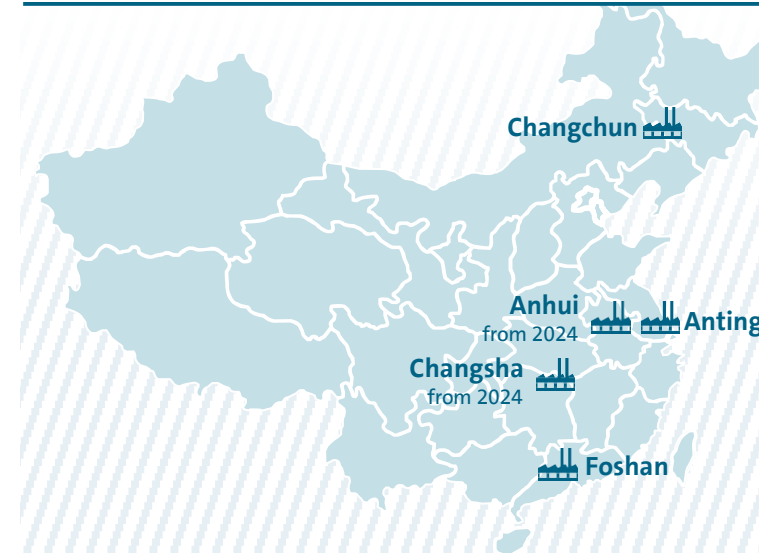 Changchun
Anhui
from 2024
Anting
Changsha
from 2024
Foshan